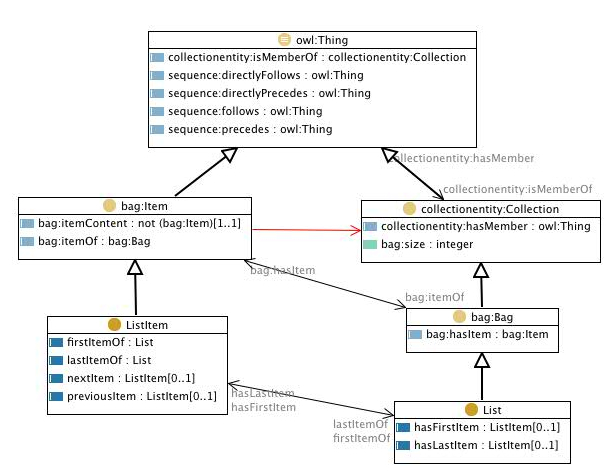 owl:Thing
collectionentity:isMemberOf : collectionentity:Collection
sequence:directlyFollows : owl:Thing
sequence:directlyPrecedes : owl:Thing
sequence:follows : owl:Thing
sequence:precedes : owl:Thing
collectionentity:hasMember
collectionentity:isMemberOf
bag:Item
bag:itemContent : not (bag:Item)[1..1]
bag:itemOf : bag:Bag
collectionentity:Collection
collectionentity:hasMember : owl:Thing
bag:size : integer
bag:hasItem
bag:itemOf
bag:Bag
bag:hasItem : bag:Item
ListItem
firstItemOf : List
lastItemOf : List
nextItem : ListItem[0..1]
previousItem : ListItem[0..1]
hasLastItem
hasFirstItem
lastItemOf
firstItemOf
List
hasFirstItem : ListItem[0..1]
hasLastItem : ListItem[0..1]